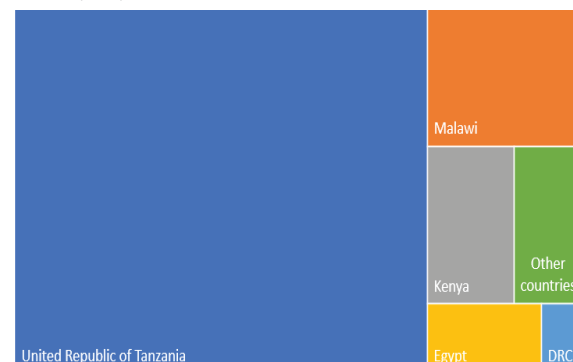 Malawi
Kenya
Other
countries
United Republic of Tanzania
Egypt
DRC